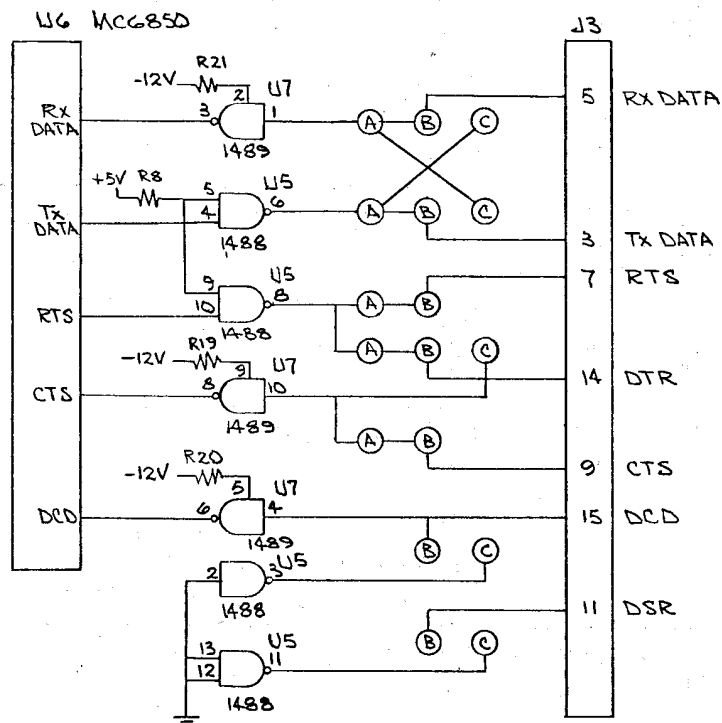 U6 MC6850
J3
R21
-12V
2
U7
3
1
RX DATA
1489
A
B
C
5
RX DATA
+5V
R8
5
U5
4
6
TX DATA
1488
A
B
C
3
TX DATA
9
U5
10
8
RTS
1488
A
B
7
RTS
R19
-12V
9
U7
8
10
CTS
1489
A
B
C
14
DTR
A
B
9
CTS
R20
-12V
5
U7
6
4
DCD
1489
B
15
DCD
2
U5
3
1488
C
11
DSR
B
C
13
U5
12
11
1488